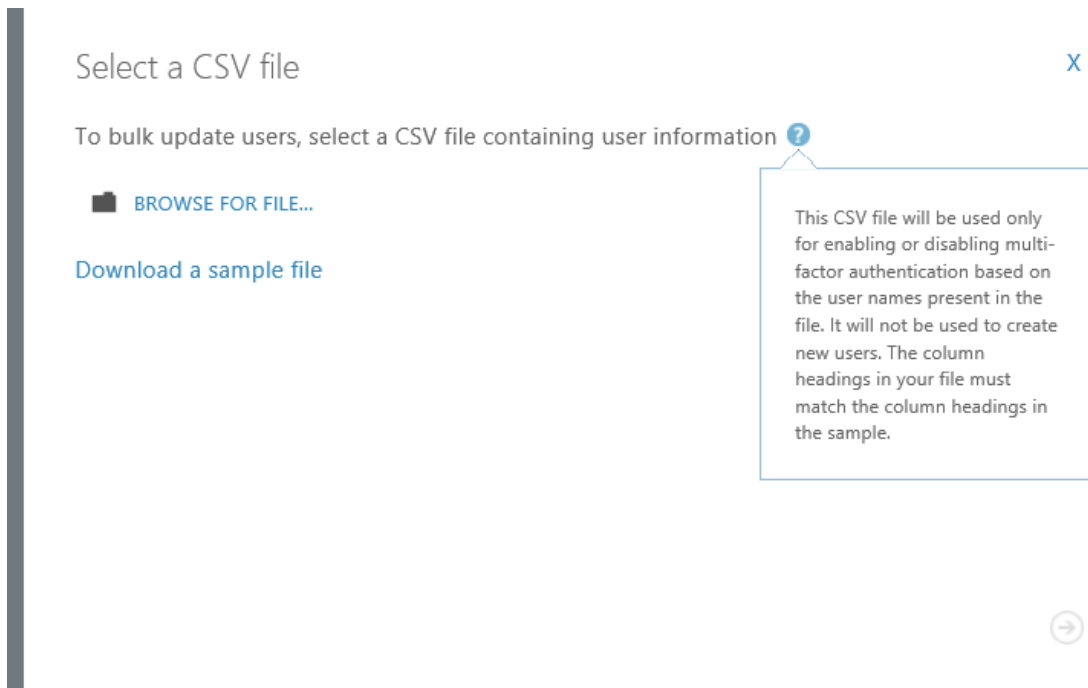 Select a CSV file
X
To bulk update users, select a CSV file containing user information ?
BROWSE FOR FILE...
Download a sample file
This CSV file will be used only
for enabling or disabling multi-
factor authentication based on
the user names present in the
file. It will not be used to create
new users. The column
headings in your file must
match the column headings in
the sample.